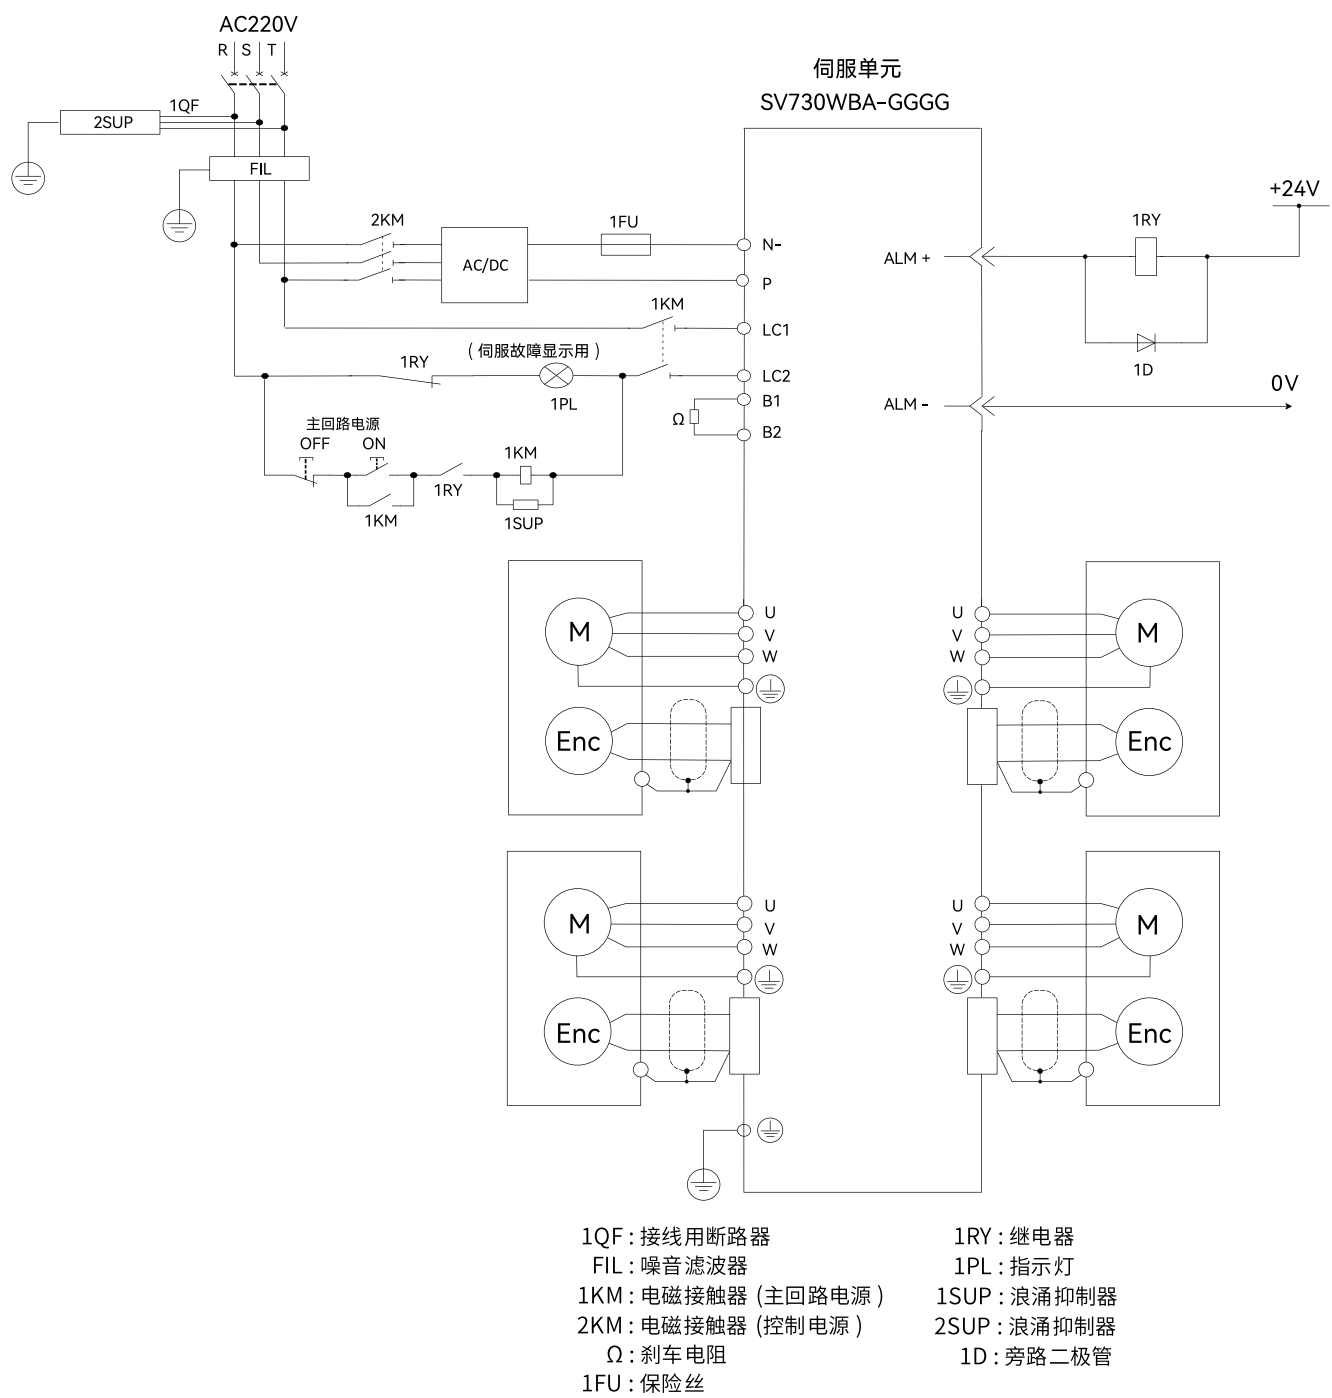 AC220V
R S T
伺服单元
SV730WBA-GGGG
1QF
2SUP
FIL
+24V
2KM
1FU
1RY
N-
AC/DC
ALM +
P
1KM
LC1
(伺服故障显示用)
1RY
1D
LC2
0V
1PL
B1
ALM -
Ω
B2
主回路电源
OFF ON
1KM
1RY
1KM
1SUP
M
U
V
W
U
V
W
M
Enc
Enc
M
U
V
W
U
V
W
M
Enc
Enc
1QF : 接线用断路器
FIL : 噪音滤波器
1KM : 电磁接触器 (主回路电源)
2KM : 电磁接触器 (控制电源)
Ω : 刹车电阻
1FU : 保险丝
1RY : 继电器
1PL : 指示灯
1SUP : 浪涌抑制器
2SUP : 浪涌抑制器
1D : 旁路二极管